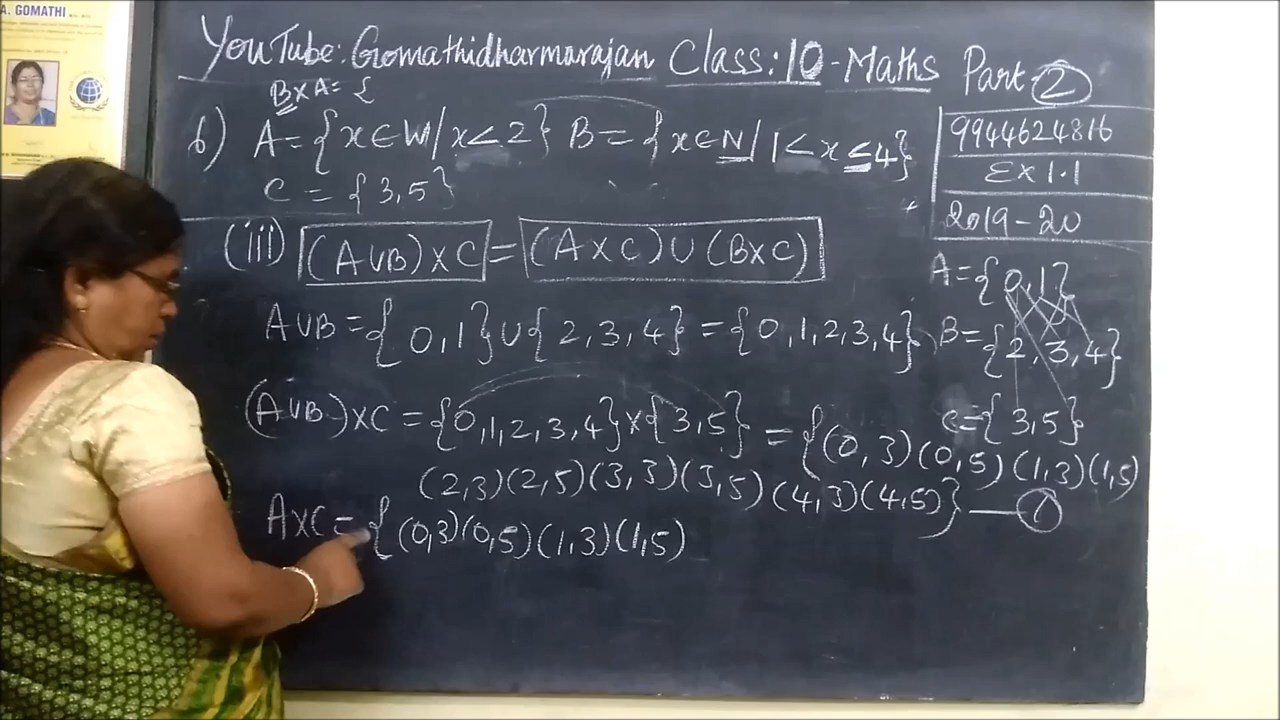 A. GOMATHI
YouTube: Gomathidharmarajan Class: 10 - Maths Part-2
B×A= {
6) A={x∈W/x<2} B={x∈N/1<x≤4}
C = {3,5}
9944624816
Ex 1.1
2019-20
(iii) (A∪B)×C = (A×C)∪(B×C)
A={0,1}
A∪B={0,1}∪{2,3,4}={0,1,2,3,4}
B={2,3,4}
C={3,5}
(A∪B)×C={0,1,2,3,4}×{3,5}={(0,3)(0,5)(1,3)(1,5)
(2,3)(2,5)(3,3)(3,5)(4,3)(4,5)}—1
A×C={(0,3)(0,5)(1,3)(1,5)